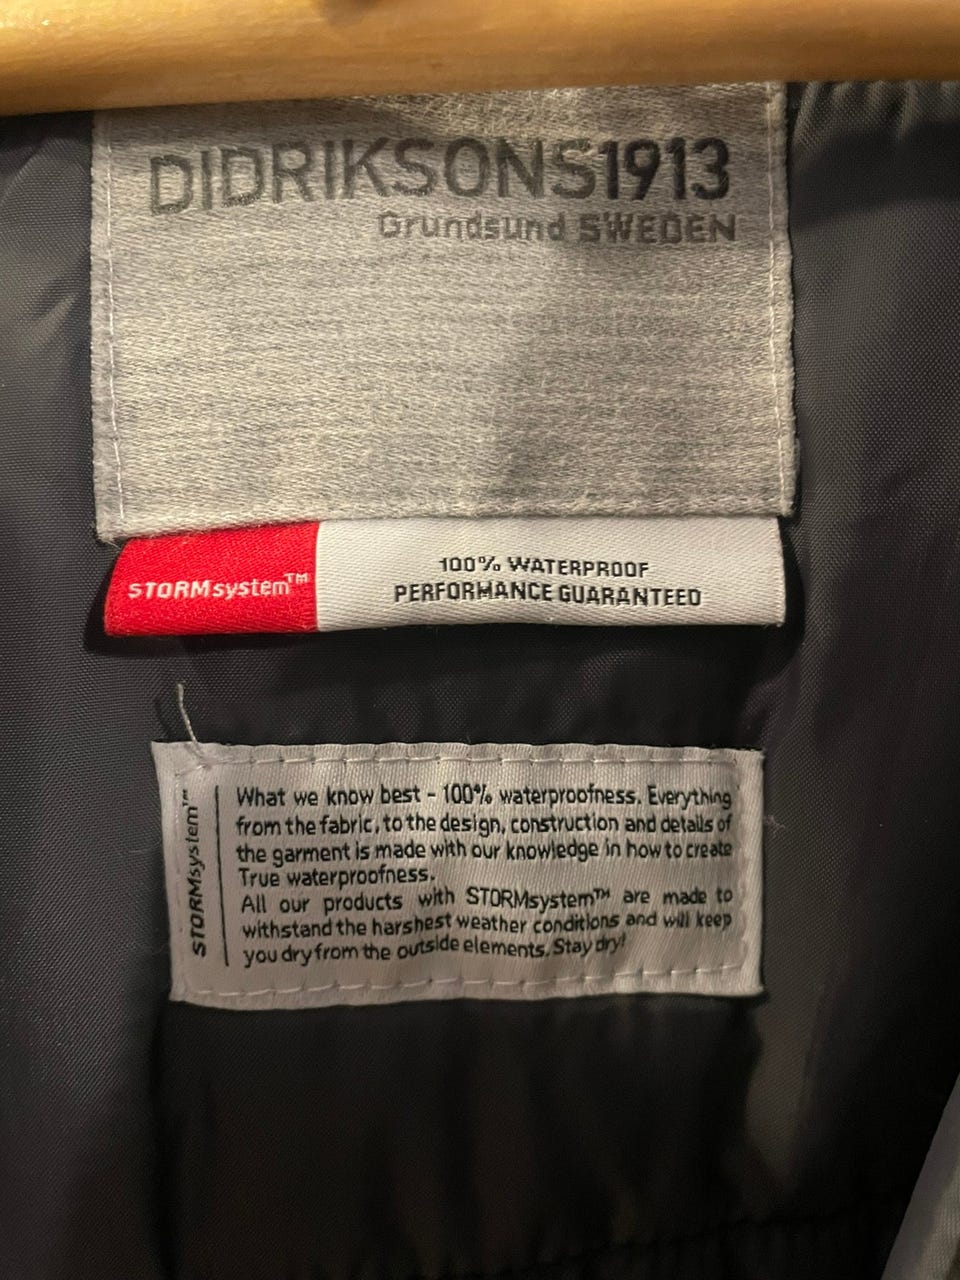 DIDRIKSONS1913
Grundsund SWEDEN
STORMsystem™
100% WATERPROOF
PERFORMANCE GUARANTEED
STORMsystem™
What we know best - 100% waterproofness. Everything
from the fabric, to the design, construction and details of
the garment is made with our knowledge in how to create
True waterproofness.
All our products with STORMsystem™ are made to
withstand the harshest weather conditions and will keep
you dry from the outside elements. Stay dry!